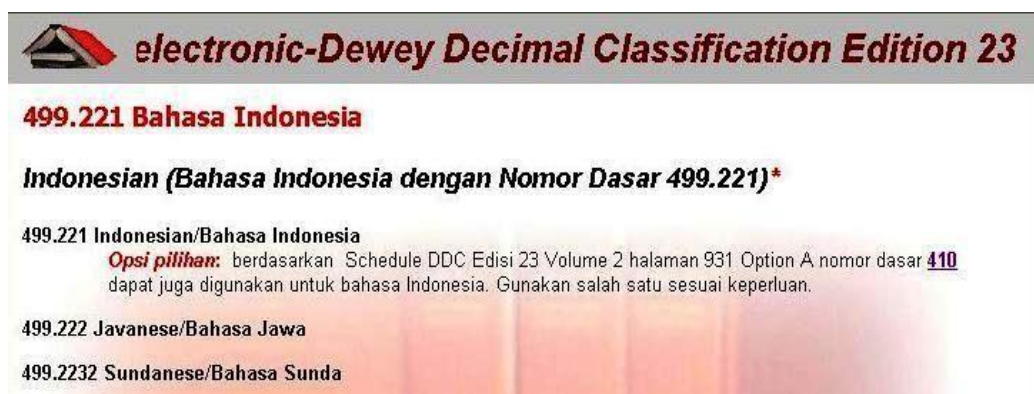 electronic-Dewey Decimal Classification Edition 23
499.221 Bahasa Indonesia
Indonesian (Bahasa Indonesia dengan Nomor Dasar 499.221)*
499.221 Indonesian/Bahasa Indonesia
Opsi pilihan: berdasarkan Schedule DDC Edisi 23 Volume 2 halaman 931 Option A nomor dasar 410
dapat juga digunakan untuk bahasa Indonesia. Gunakan salah satu sesuai keperluan.
499.222 Javanese/Bahasa Jawa
499.2232 Sundanese/Bahasa Sunda